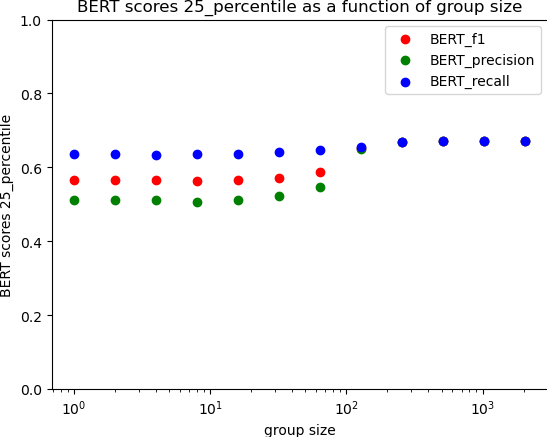 BERT scores 25_percentile as a function of group size
BERT_f1
BERT_precision
BERT_recall
1.0
0.8
0.6
0.4
0.2
0.0
BERT scores 25_percentile
10⁰ 10¹ 10² 10³
group size